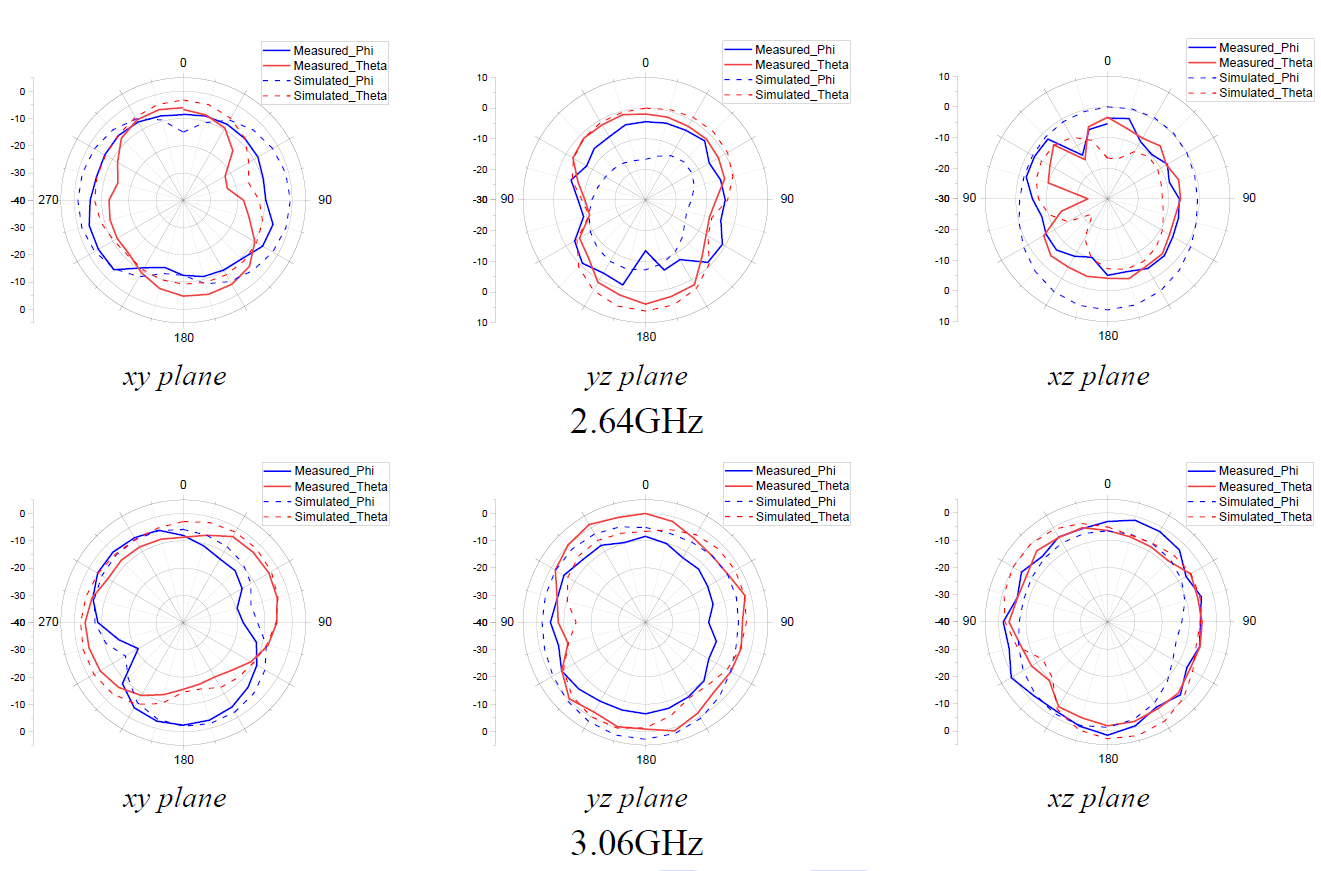 Measured_Phi
Measured_Theta
Simulated_Phi
Simulated_Theta
0
0
-10
-20
-30
-40
-30
-20
-10
0
270
90
180
xy plane
Measured_Phi
Measured_Theta
Simulated_Phi
Simulated_Theta
0
10
0
-10
-20
-30
-20
-10
0
10
90
90
180
yz plane
Measured_Phi
Measured_Theta
Simulated_Phi
Simulated_Theta
0
10
0
-10
-20
-30
-20
-10
0
10
90
90
180
xz plane
2.64GHz
Measured_Phi
Measured_Theta
Simulated_Phi
Simulated_Theta
0
0
-10
-20
-30
-40
-30
-20
-10
0
270
90
180
xy plane
Measured_Phi
Measured_Theta
Simulated_Phi
Simulated_Theta
0
0
-10
-20
-30
-40
-30
-20
-10
0
90
90
180
yz plane
Measured_Phi
Measured_Theta
Simulated_Phi
Simulated_Theta
0
0
-10
-20
-30
-40
-30
-20
-10
0
90
90
180
xz plane
3.06GHz